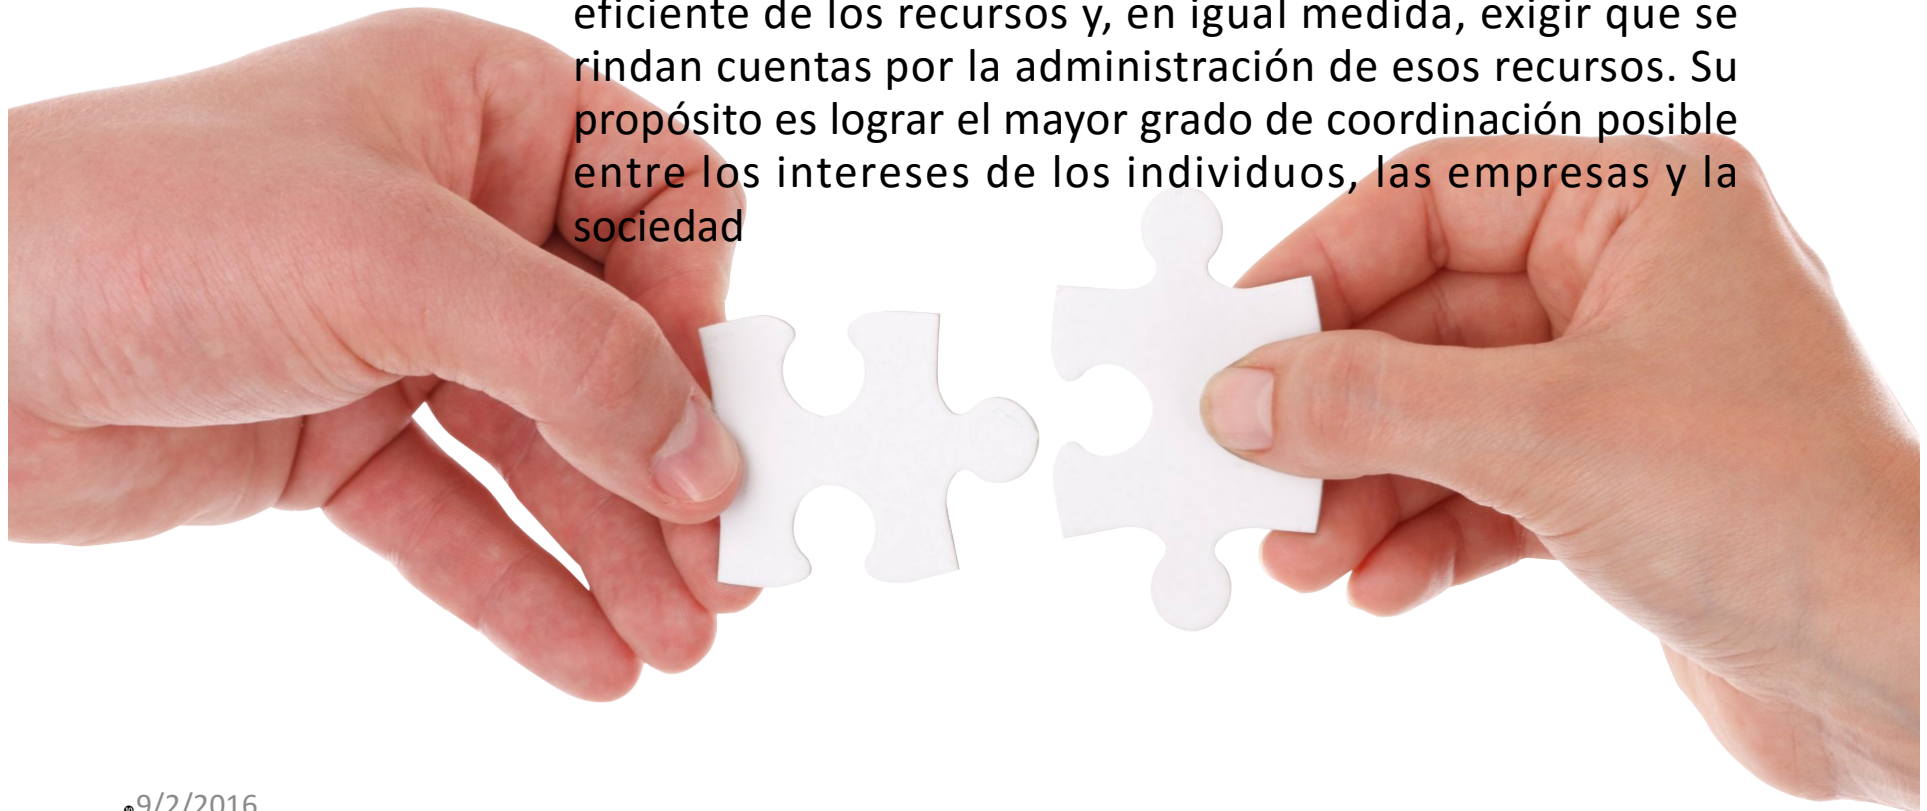 eficiente de los recursos y, en igual medida, exigir que se
rindan cuentas por la administración de esos recursos. Su
propósito es lograr el mayor grado de coordinación posible
entre los intereses de los individuos, las empresas y la
sociedad
9/2/2016